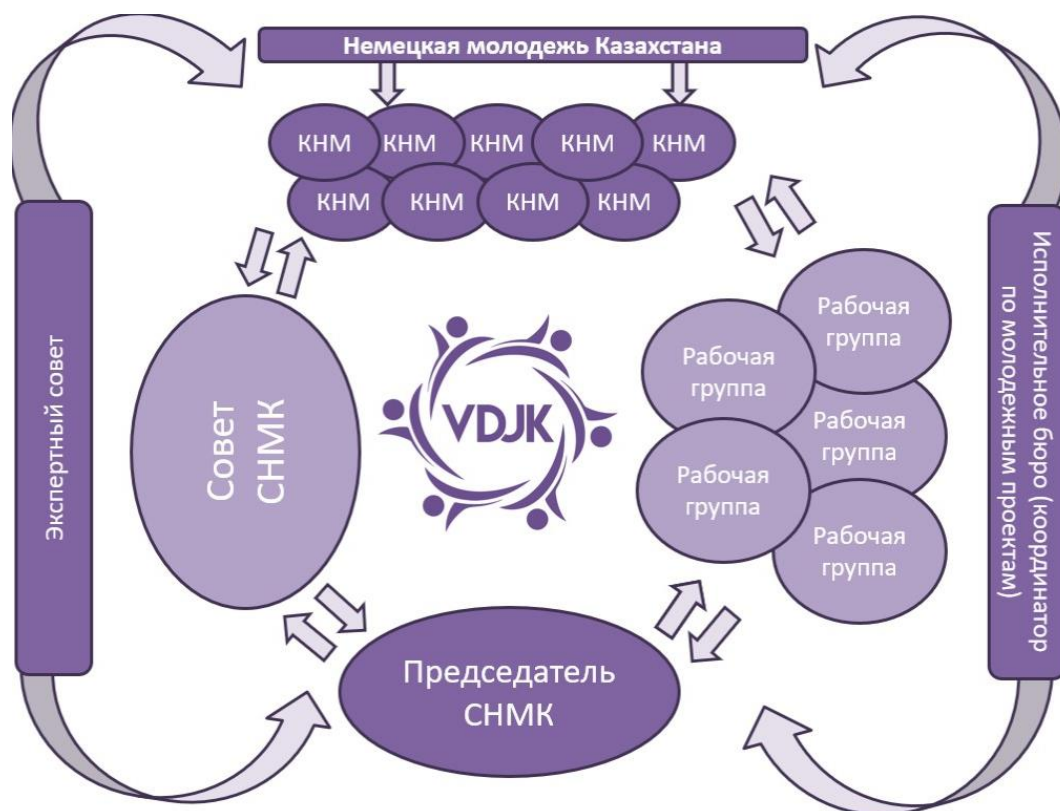 Немецкая молодежь Казахстана
КНМ
КНМ
КНМ
КНМ
КНМ
КНМ
КНМ
КНМ
КНМ
Экспертный совет
Совет
СНМК
VDJK
Рабочая
группа
Рабочая
группа
Рабочая
группа
Рабочая
группа
Рабочая
группа
Исполнительное бюро (координатор
по молодежным проектам)
Председатель
СНМК